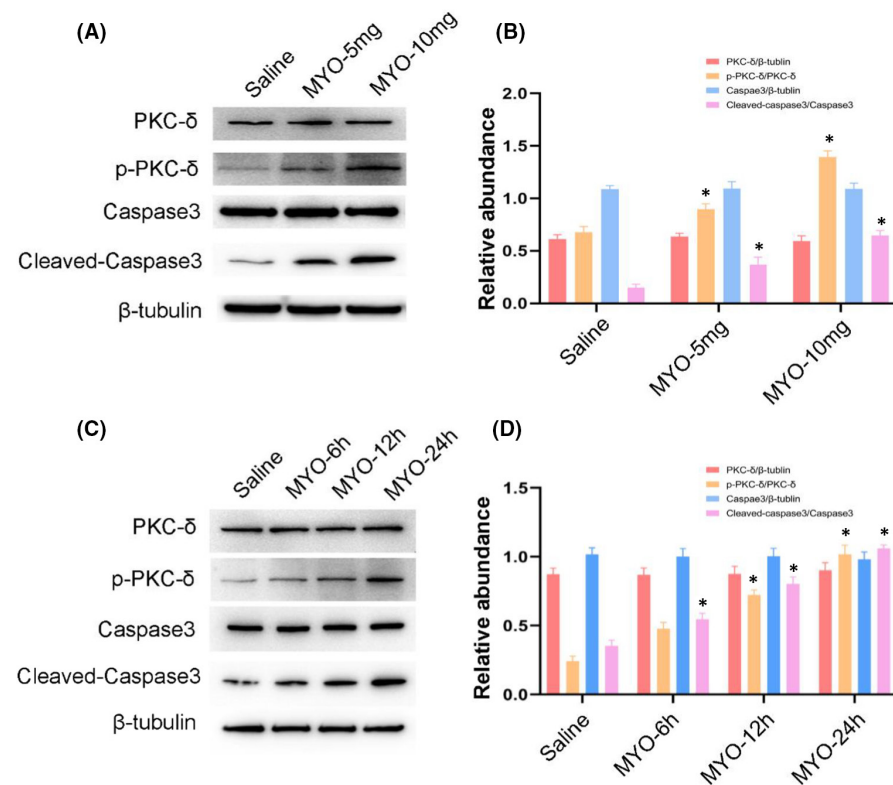 (A)
Saline
MYO-5mg
MYO-10mg
PKC-δ
p-PKC-δ
Caspase3
Cleaved-Caspase3
β-tubulin
(B)
PKC-δ/β-tublin
p-PKC-δ/PKC-δ
Caspae3/β-tublin
Cleaved-caspase3/Caspase3
Relative abundance
2.0
1.5
1.0
0.5
0.0
* * * *
Saline
MYO-5mg
MYO-10mg
(C)
Saline
MYO-6h
MYO-12h
MYO-24h
PKC-δ
p-PKC-δ
Caspase3
Cleaved-Caspase3
β-tubulin
(D)
PKC-δ/β-tublin
p-PKC-δ/PKC-δ
Caspae3/β-tublin
Cleaved-caspase3/Caspase3
Relative abundance
1.5
1.0
0.5
0.0
* * * * *
Saline
MYO-6h
MYO-12h
MYO-24h